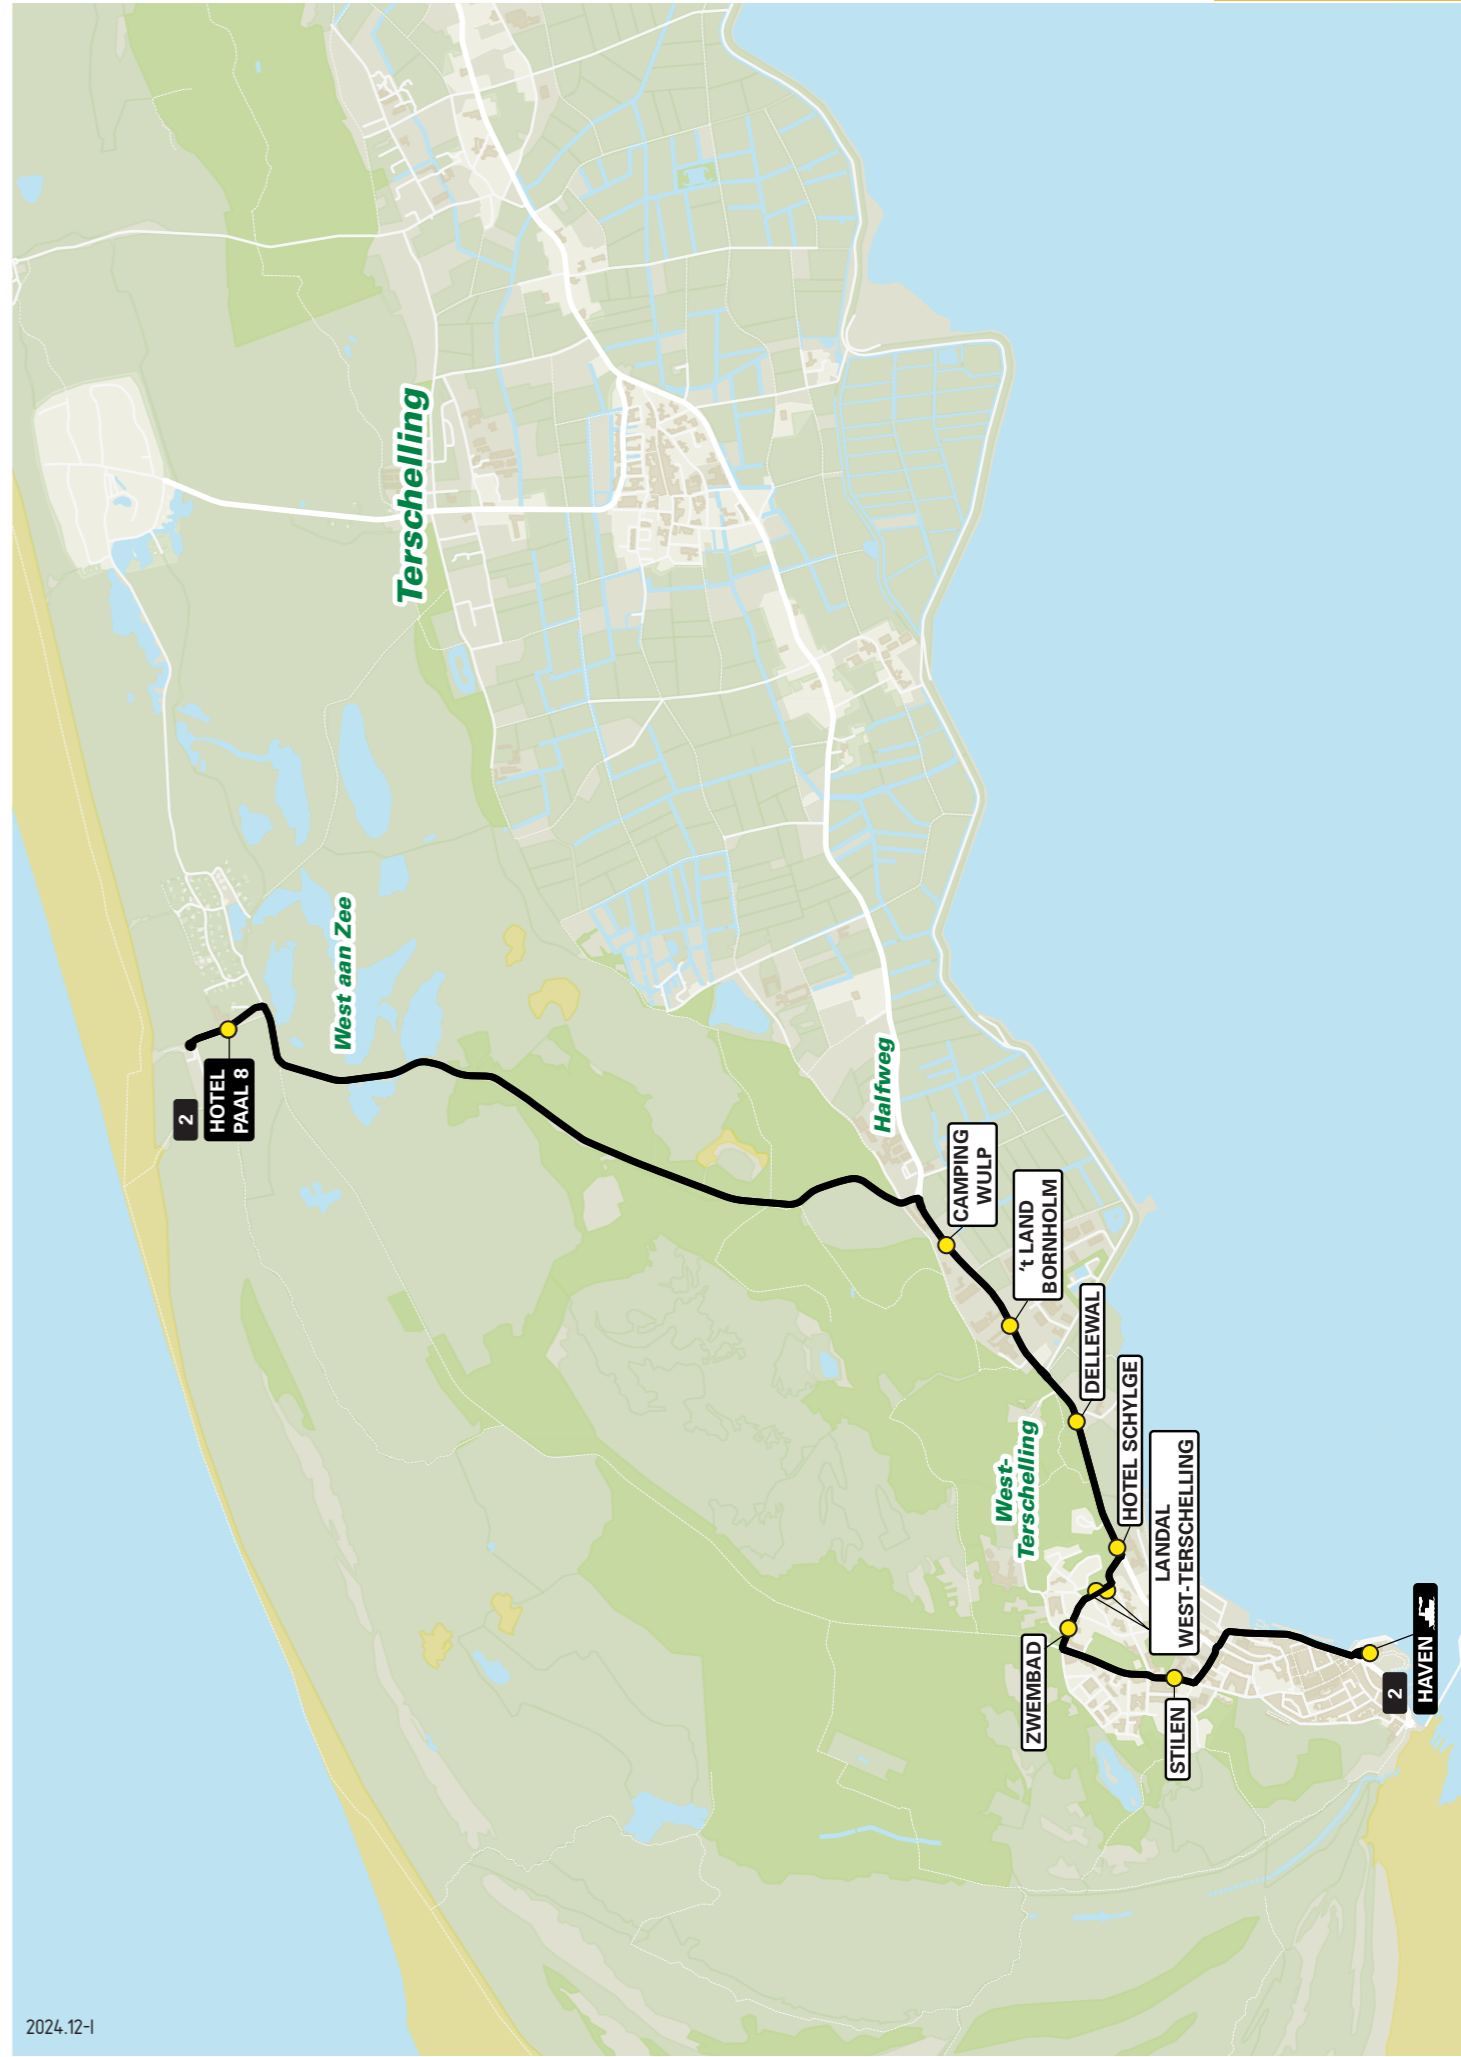 Terschelling
West aan Zee
2
HOTEL
PAAL 8
Halfweg
CAMPING
WULP
't LAND
BORNHOLM
DELLEWAL
West-
Terschelling
HOTEL SCHYLGE
LANDAL
WEST-TERSCHELLING
ZWEMBAD
STILEN
2
HAVEN
2024.12-I